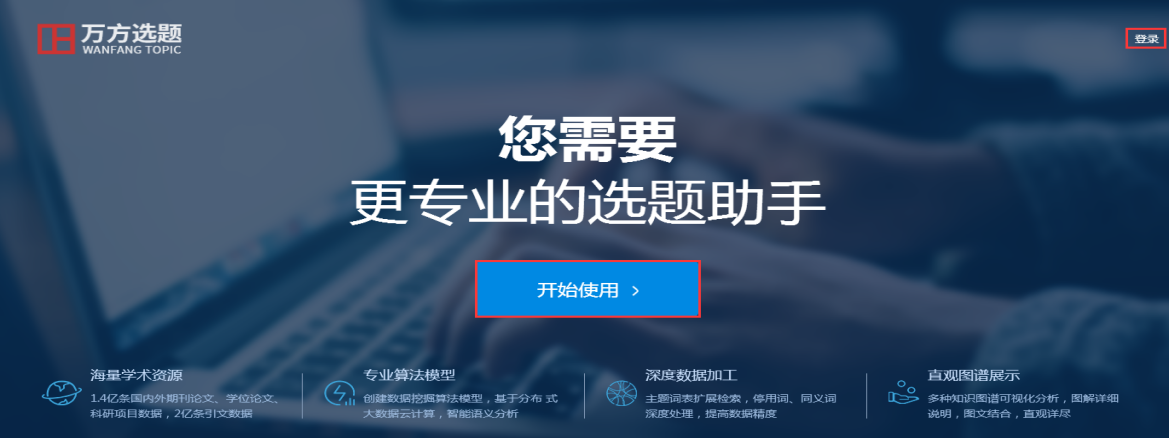 万方选题
WANFANG TOPIC
登录
您需要
更专业的选题助手
开始使用 >
海量学术资源
1.4亿条国内外期刊论文、学位论文、
科研项目数据，2亿条引文数据
专业算法模型
创建数据挖掘算法模型，基于分布 式
大数据云计算，智能语义分析
深度数据加工
主题词表扩展检索，停用词、同义词
深度处理，提高数据精度
直观图谱展示
多种知识图谱可视化分析，图解详细
说明，图文结合，直观详尽